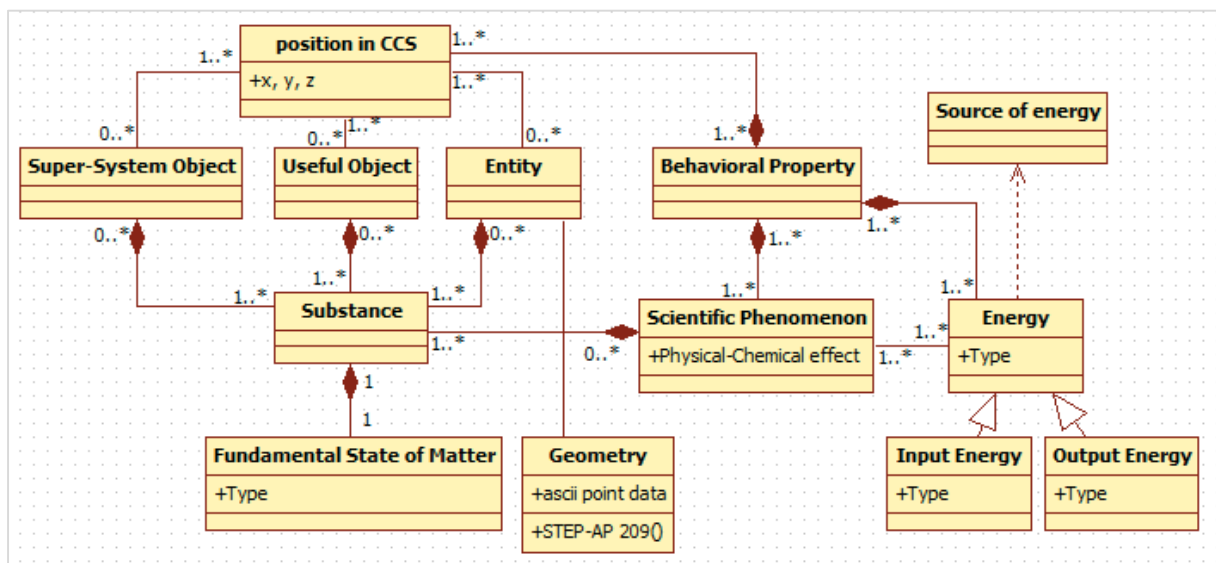 position in CCS
+x, y, z
1..*
1..*
1..*
1..*
0..*
0..*
0..*
1..*
Super-System Object
Useful Object
Entity
Behavioral Property
Source of energy
0..*
0..*
0..*
1..*
1..*
1..*
1..*
1..*
1..*
1..*
Substance
Scientific Phenomenon
+Physical-Chemical effect
Energy
+Type
1..*
0..*
1..*
1..*
1
1
Fundamental State of Matter
+Type
Geometry
+ascii point data
+STEP-AP 209()
Input Energy
+Type
Output Energy
+Type